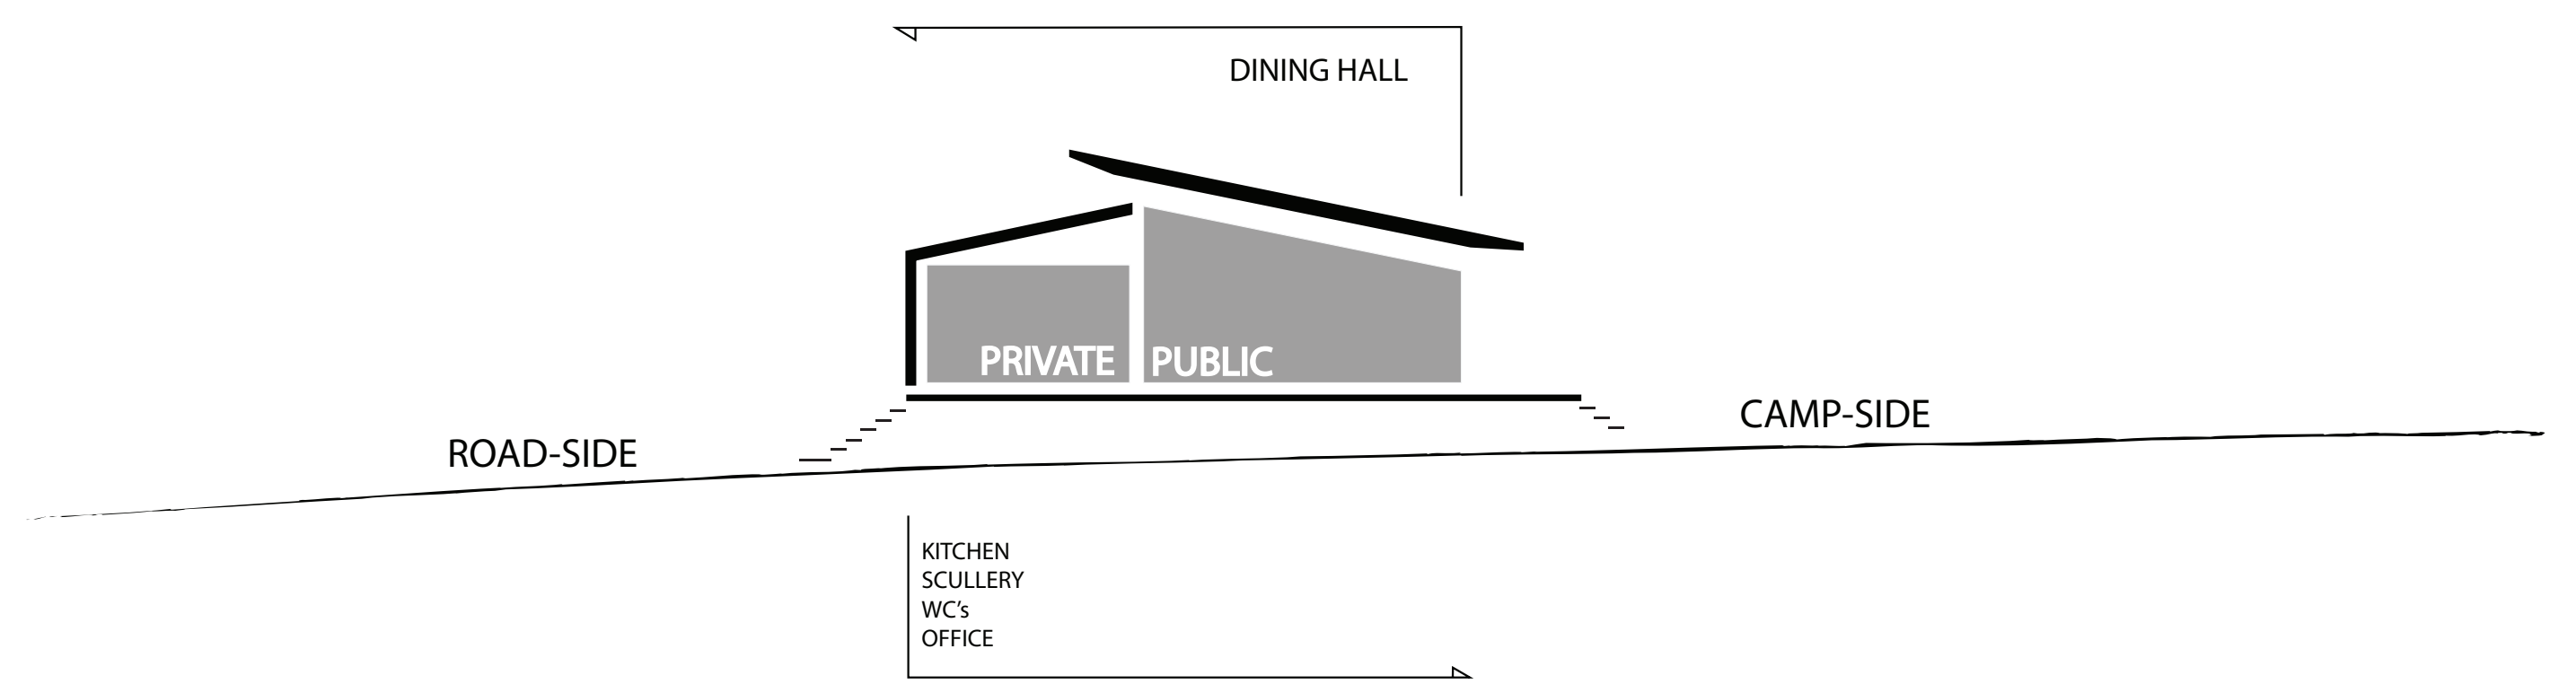 DINING HALL
PRIVATE PUBLIC
CAMP-SIDE
ROAD-SIDE
KITCHEN
SCULLERY
WC’s
OFFICE